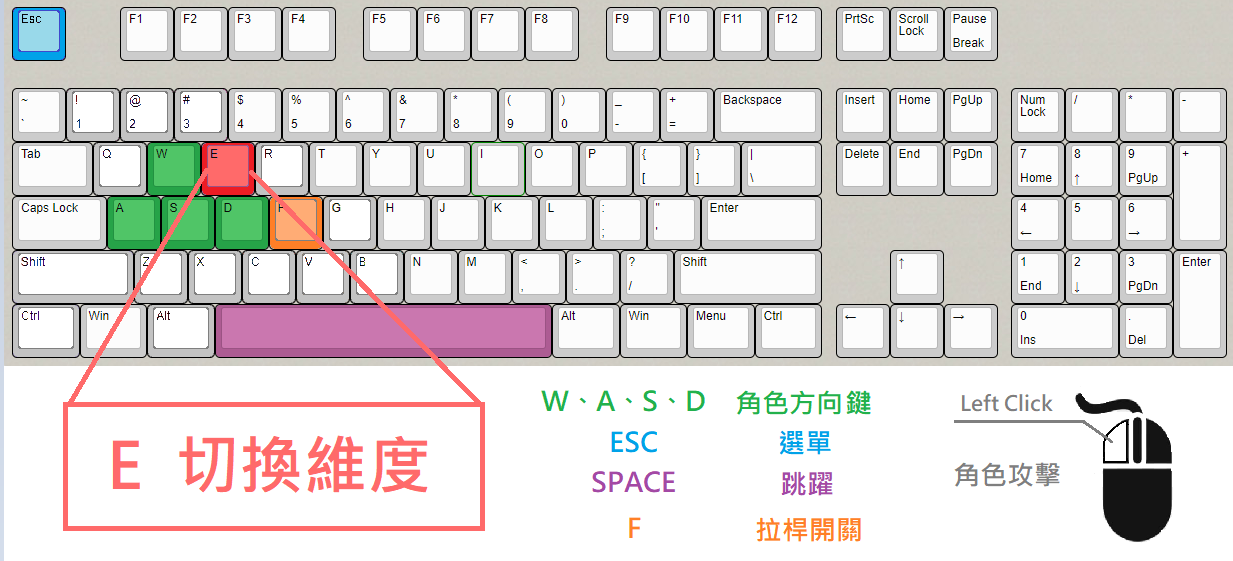 Esc F1 F2 F3 F4 F5 F6 F7 F8 F9 F10 F11 F12 PrtSc Scroll Lock Pause Break
~ ! @ # $ % ^ & * ( ) _ + Backspace Insert Home PgUp Num Lock / * -
` 1 2 3 4 5 6 7 8 9 0 - =
Tab Q W E R T Y U I O P { } | Delete End PgDn 7 8 9 +
[ ] \ Home ↑ PgUp
Caps Lock A S D F G H J K L : " Enter 4 5 6
; ' ← →
Shift Z X C V B N M < > ? Shift ↑ 1 2 3 Enter
, . / End ↓ PgDn
Ctrl Win Alt Alt Win Menu Ctrl ← ↓ → 0 .
Ins Del
E 切換維度
W、A、S、D 角色方向鍵
ESC 選單
SPACE 跳躍
F 拉桿開關
Left Click
角色攻擊